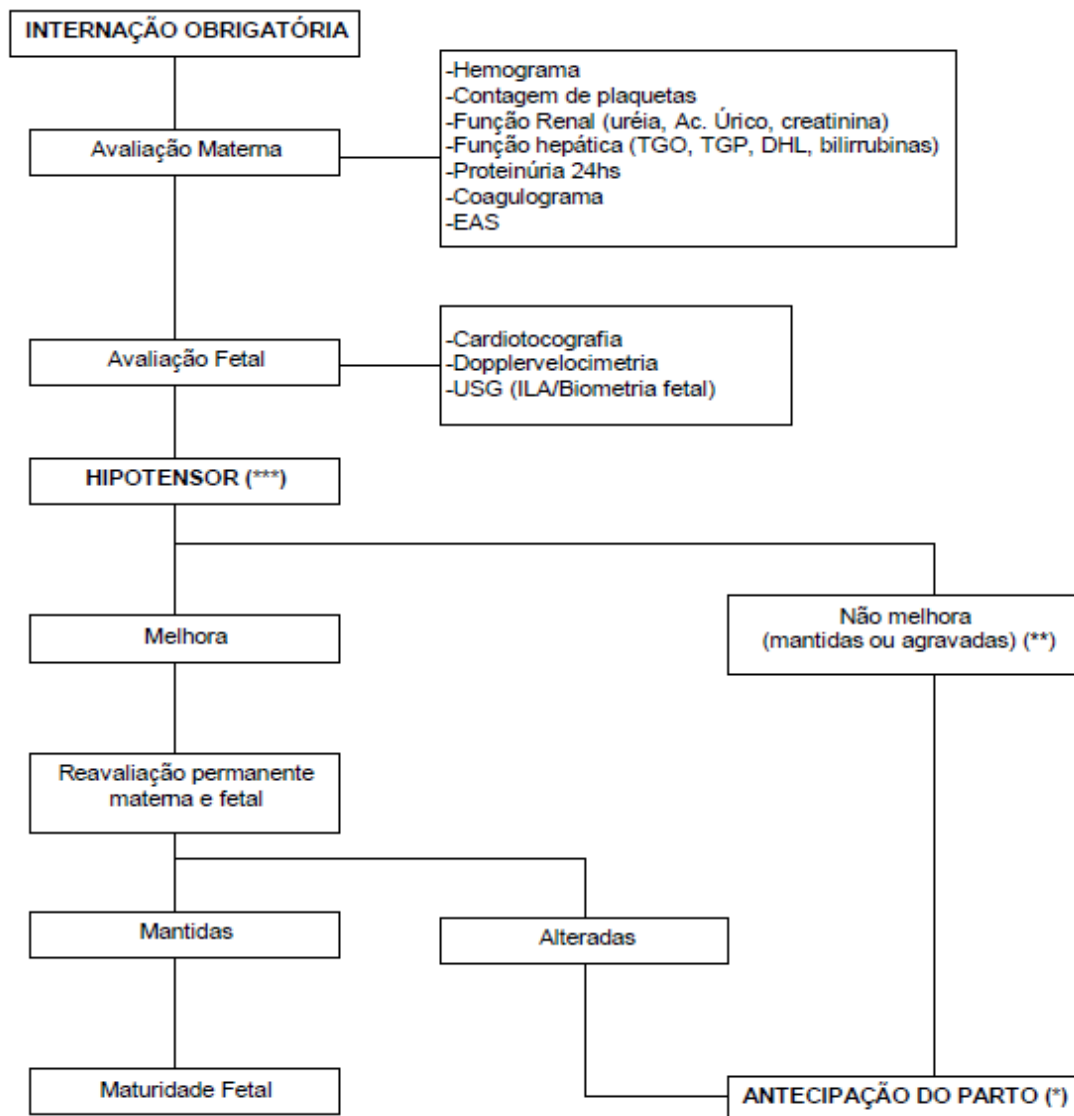 INTERNAÇÃO OBRIGATÓRIA
-Hemograma
-Contagem de plaquetas
-Função Renal (uréia, Ac. Úrico, creatinina)
-Função hepática (TGO, TGP, DHL, bilirrubinas)
-Proteinúria 24hs
-Coagulograma
-EAS
Avaliação Materna
-Cardiotocografia
-Dopplervelocimetria
-USG (ILA/Biometria fetal)
Avaliação Fetal
HIPOTENSOR (***)
Melhora
Não melhora
(mantidas ou agravadas) (**)
Reavaliação permanente
materna e fetal
Mantidas
Alteradas
Maturidade Fetal
ANTECIPAÇÃO DO PARTO (*)